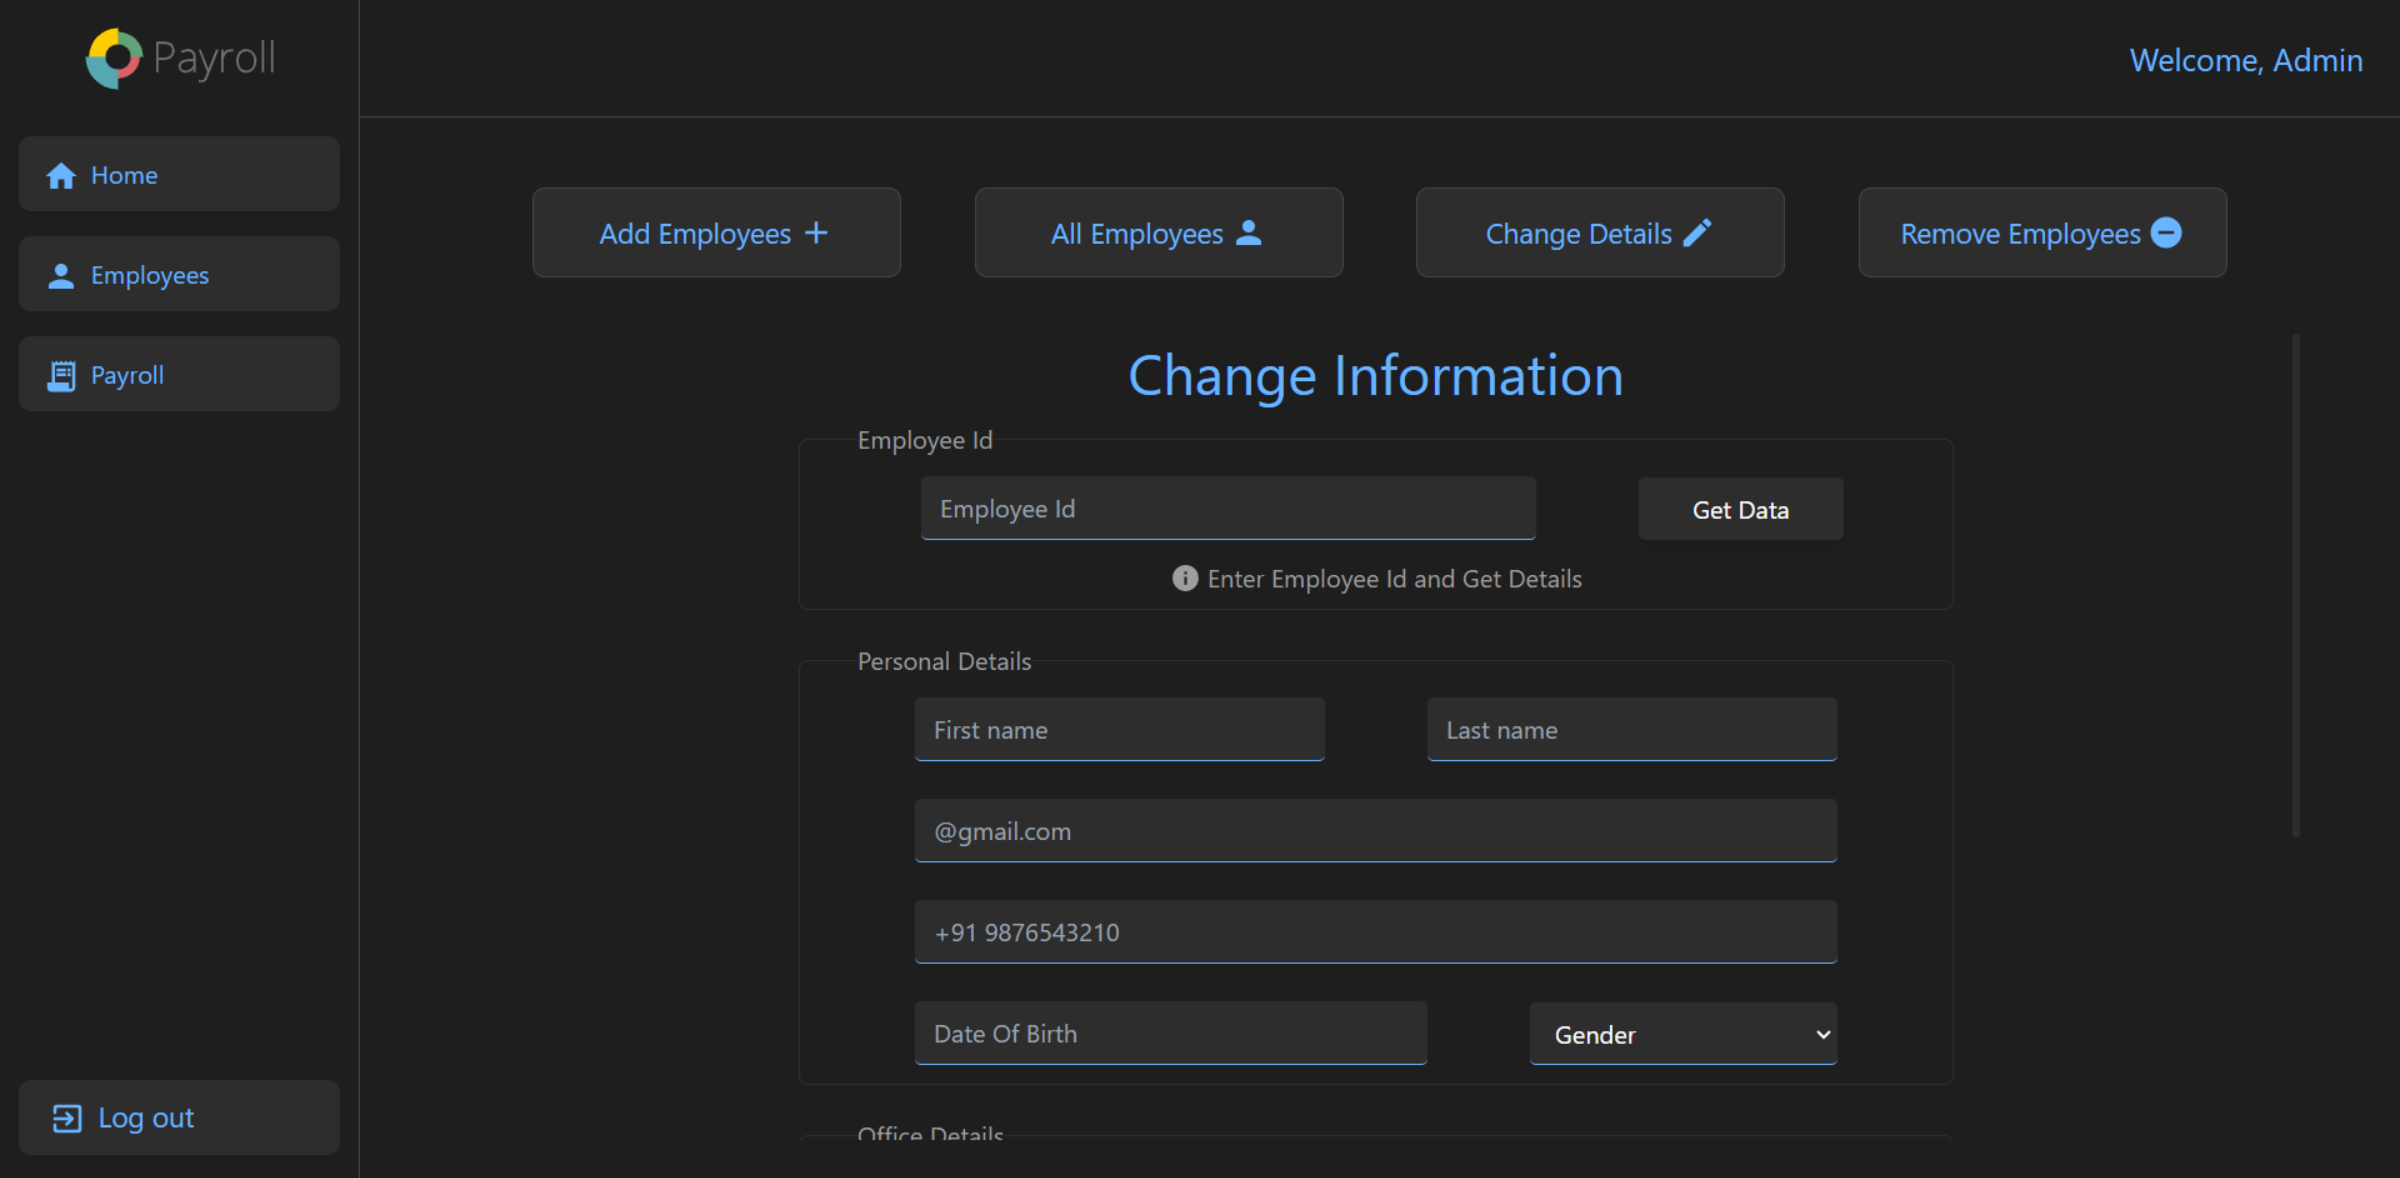 Payroll
Welcome, Admin
Home
Employees
Payroll
Log out
Add Employees
All Employees
Change Details
Remove Employees
Change Information
Employee Id
Employee Id
Get Data
Enter Employee Id and Get Details
Personal Details
First name
Last name
@gmail.com
+91 9876543210
Date Of Birth
Gender
Office Details